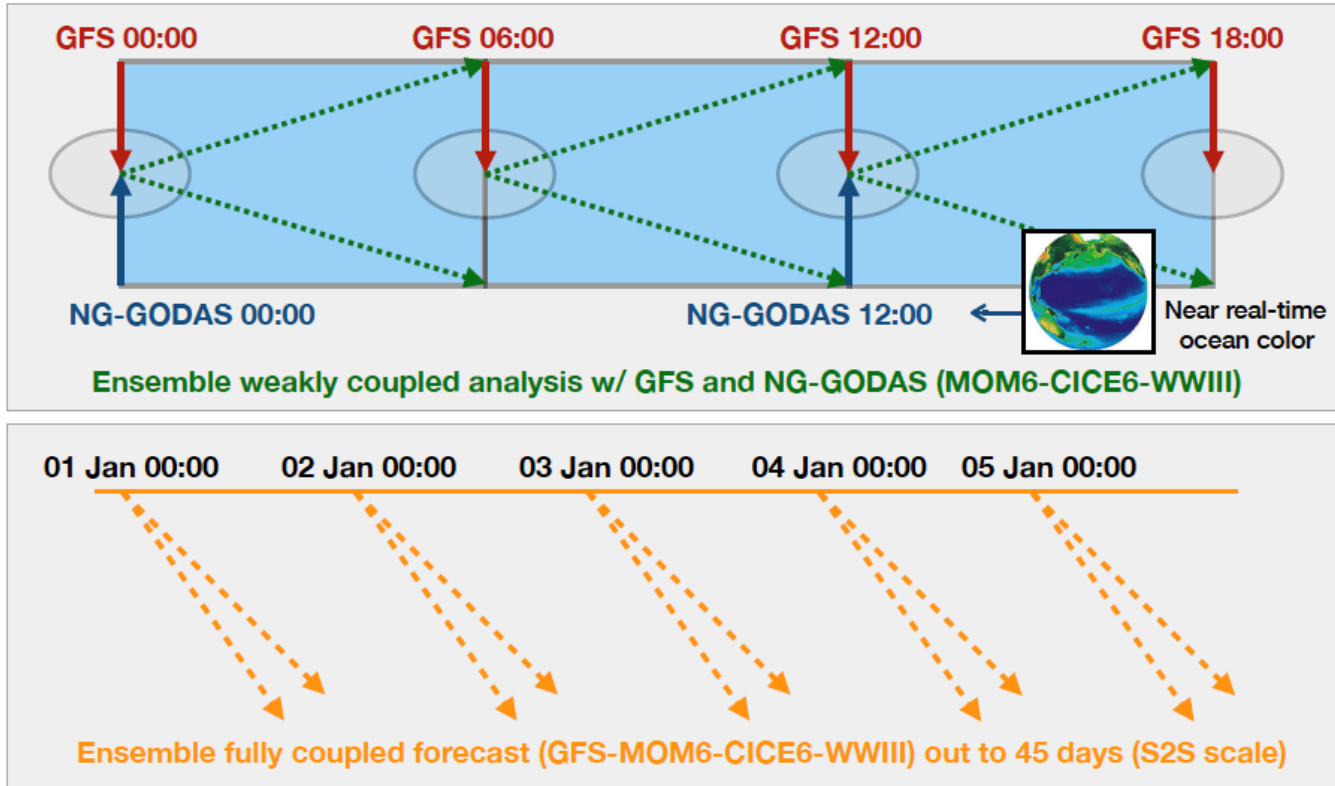 GFS 00:00
GFS 06:00
GFS 12:00
GFS 18:00
NG-GODAS 00:00
NG-GODAS 12:00
Near real-time
ocean color
Ensemble weakly coupled analysis w/ GFS and NG-GODAS (MOM6-CICE6-WWIII)
01 Jan 00:00
02 Jan 00:00
03 Jan 00:00
04 Jan 00:00
05 Jan 00:00
Ensemble fully coupled forecast (GFS-MOM6-CICE6-WWIII) out to 45 days (S2S scale)